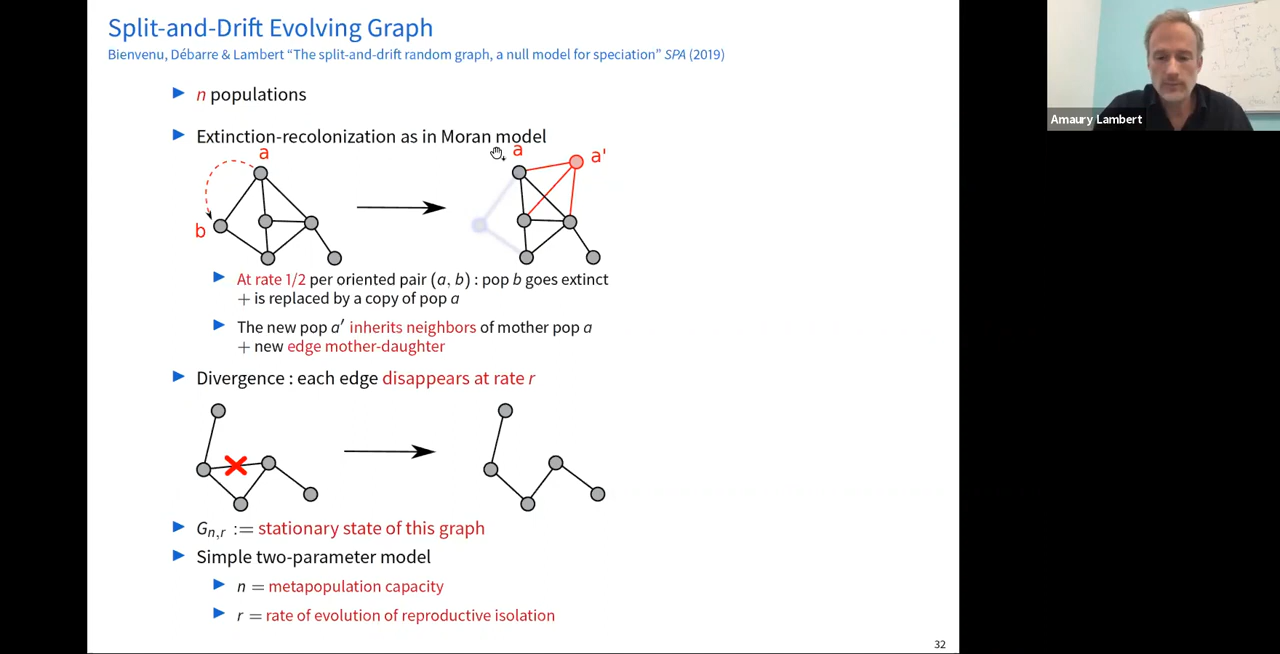 Split-and-Drift Evolving Graph
Bienvenu, Débarre & Lambert “The split-and-drift random graph, a null model for speciation” SPA (2019)
n populations
Extinction-recolonization as in Moran model
a
b
a
a'
At rate 1/2 per oriented pair (a, b) : pop b goes extinct
+ is replaced by a copy of pop a
The new pop a′ inherits neighbors of mother pop a
+ new edge mother-daughter
Divergence : each edge disappears at rate r
Gn,r := stationary state of this graph
Simple two-parameter model
n = metapopulation capacity
r = rate of evolution of reproductive isolation
32
Amaury Lambert